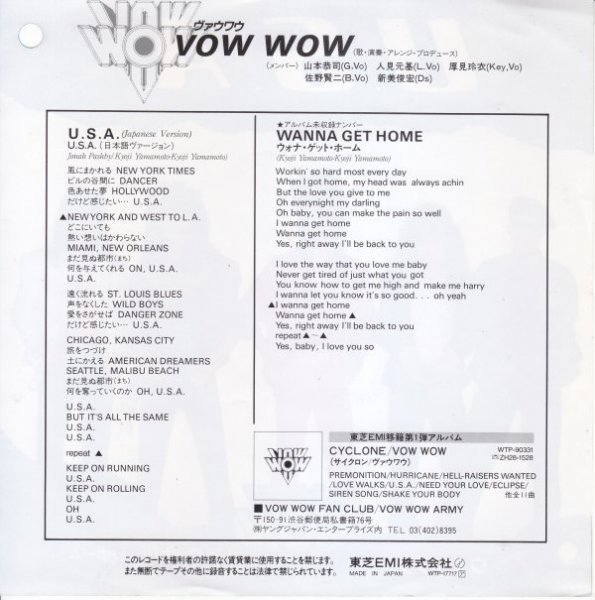 VOW WOW
ヴァウワウ
VOW WOW(歌・演奏・アレンジ・プロデュース)
(メンバー) 山本恭司(G.Vo) 人見元基(L.Vo) 厚見玲衣(Key,Vo)
佐野賢二(B.Vo) 新美俊宏(Ds)
U.S.A.(Japanese Version)
U.S.A.(日本語ヴァージョン)
Jonah Pashby/Kyoji Yamamoto-Kyoji Yamamoto)
風にまかれる NEW YORK TIMES
ビルの谷間に DANCER
色あせた夢 HOLLYWOOD
だけど感じたい… U.S.A.
▲NEW YORK AND WEST TO L.A.
どこにいても
熱い想いはかわらない
MIAMI, NEW ORLEANS
まだ見ぬ都市(まち)
何を与えてくれる ON, U.S.A.
U.S.A.
遠く流れる ST. LOUIS BLUES
声をなくした WILD BOYS
愛をさがせば DANGER ZONE
だけど感じたい… U.S.A.
CHICAGO, KANSAS CITY
旅をつづけ
土にかえる AMERICAN DREAMERS
SEATTLE, MALIBU BEACH
まだ見ぬ都市(まち)
何を奪っていくのか OH, U.S.A.
U.S.A.
BUT IT'S ALL THE SAME
U.S.A.
U.S.A.
repeat ▲
KEEP ON RUNNING
U.S.A.
KEEP ON ROLLING
U.S.A.
OH
U.S.A.
★アルバム未収録ナンバー
WANNA GET HOME
ウォナ・ゲット・ホーム
(Kyoji Yamamoto-Kyoji Yamamoto)
Workin' so hard most every day
When I got home, my head was always achin
But the love you give to me
Oh everynight my darling
Oh baby, you can make the pain so well
I wanna get home
Wanna get home
Yes, right away I'll be back to you
I love the way that you love me baby
Never get tired of just what you got
You know how to get me high and make me harry
I wanna let you know it's so good. . . oh yeah
▲I wanna get home
Wanna get home ▲
Yes, right away I'll be back to you
repeat▲~▲
Yes, baby, I love you so
VOW WOW
東芝EMI移籍第1弾アルバム
CYCLONE/VOW WOW
(サイクロン/ヴァウワウ)
WTP-90331
ZH28-1528
PREMONITION/HURRICANE/HELL-RAISERS WANTED
/LOVE WALKS/U.S.A./NEED YOUR LOVE/ECLIPSE/
SIREN SONG/SHAKE YOUR BODY 他全11曲
■VOW WOW FAN CLUB/VOW WOW ARMY
〒150-91渋谷郵便局私書箱76号
㈲ヤングジャパン・エンタープライズ内 TEL 03(402)8395
このレコードを権利者の許諾なく賃貸業に使用することを禁じます。
また無断でテープその他に録音することは法律で禁じられています。
東芝EMI株式会社
MADE IN JAPAN WTP-17717